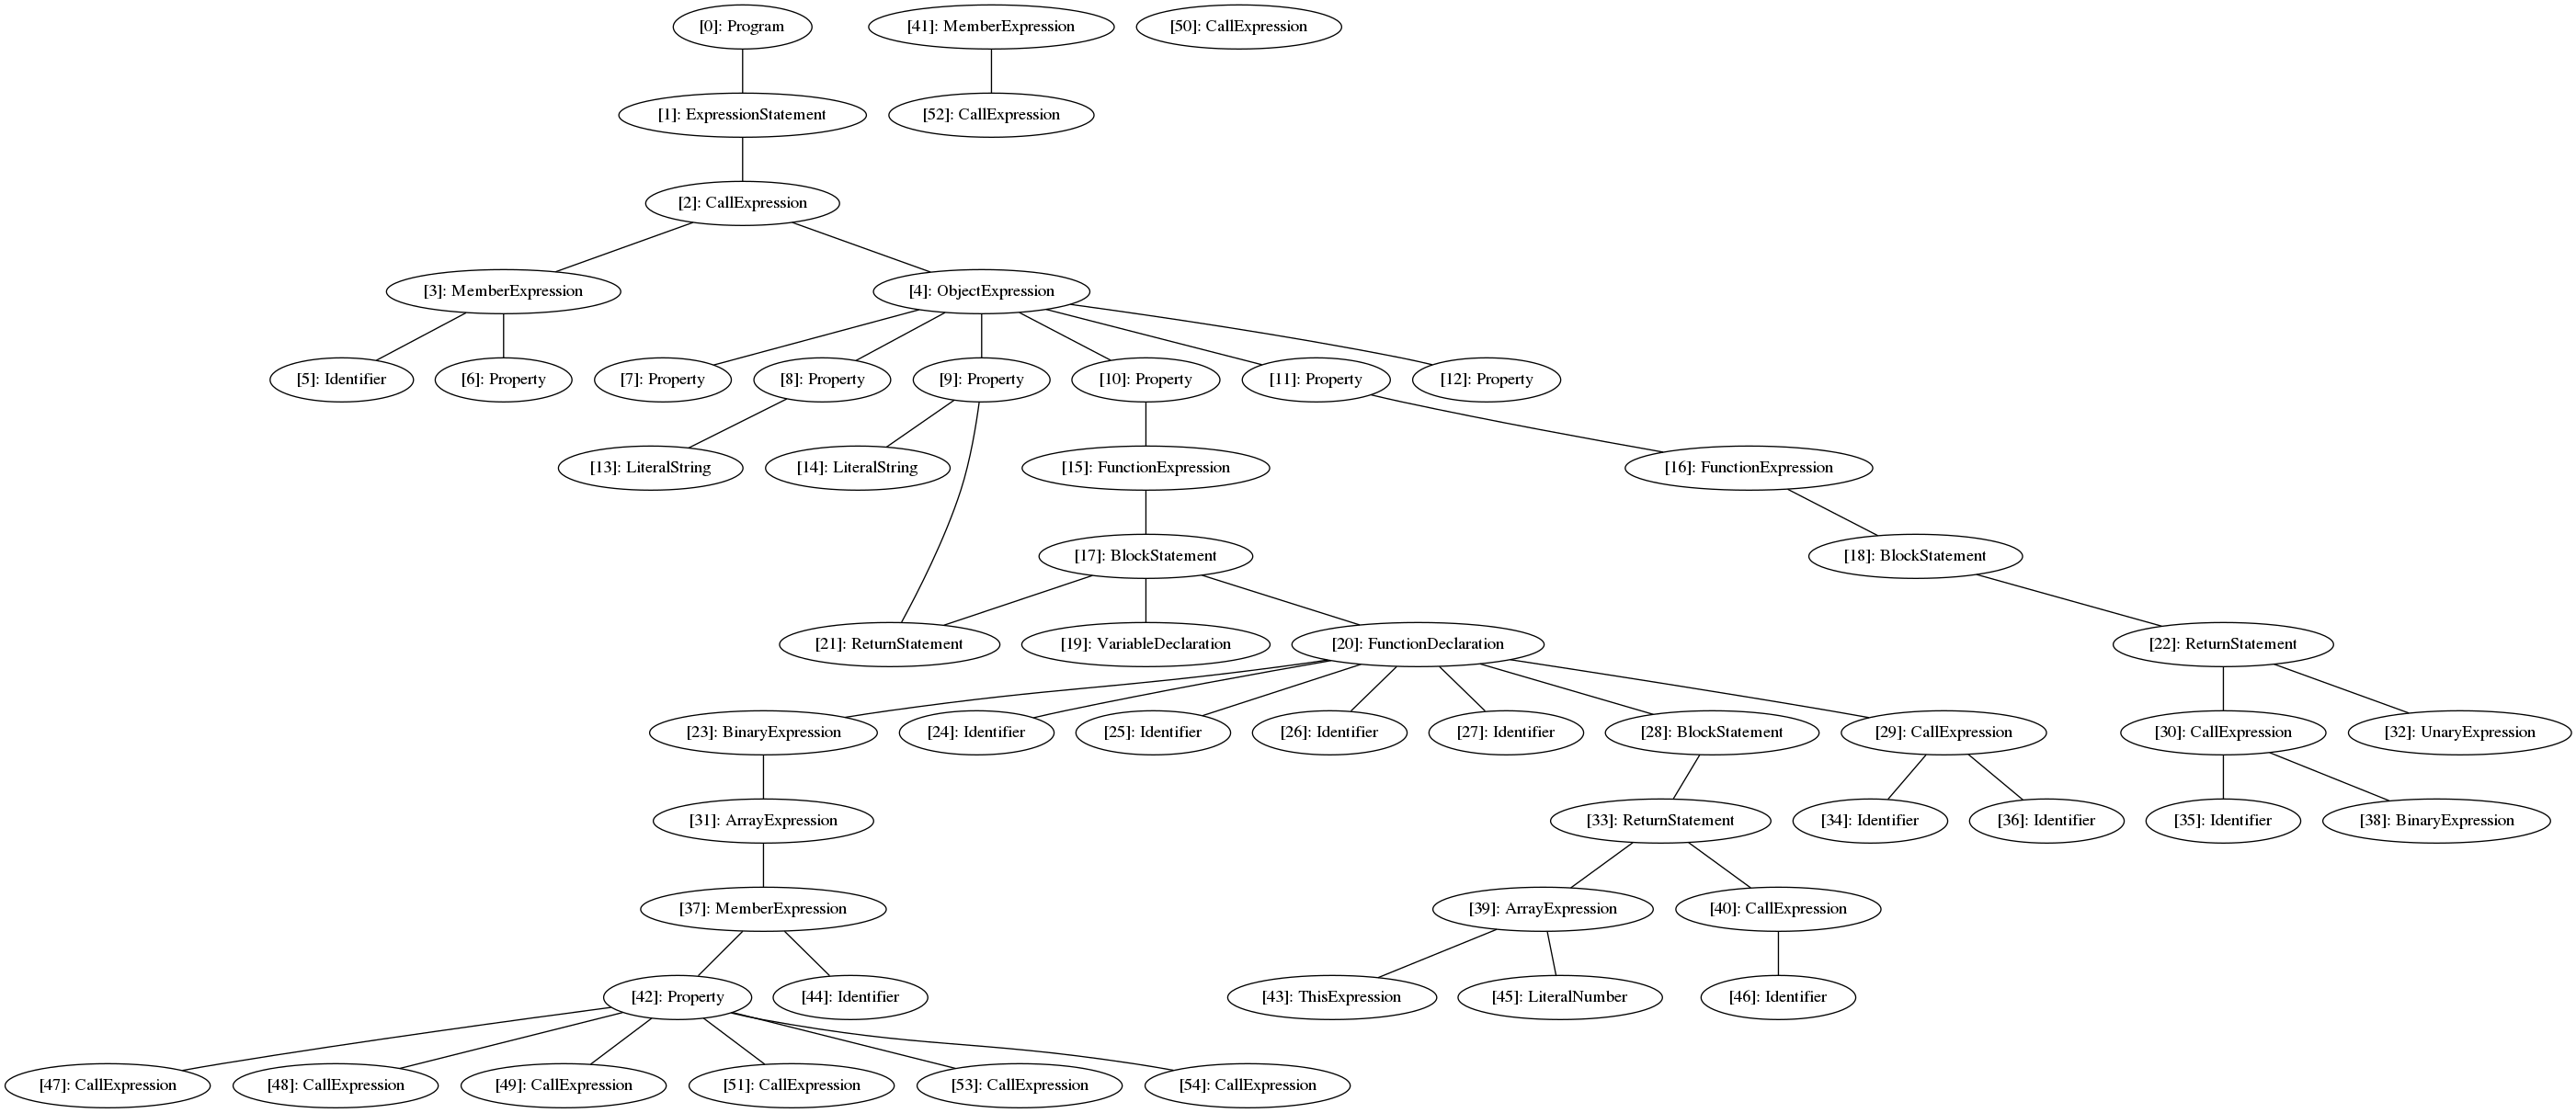 [0]: Program
[41]: MemberExpression
[50]: CallExpression
[1]: ExpressionStatement
[52]: CallExpression
[2]: CallExpression
[3]: MemberExpression
[4]: ObjectExpression
[5]: Identifier
[6]: Property
[7]: Property
[8]: Property
[9]: Property
[10]: Property
[11]: Property
[12]: Property
[13]: LiteralString
[14]: LiteralString
[15]: FunctionExpression
[16]: FunctionExpression
[17]: BlockStatement
[18]: BlockStatement
[21]: ReturnStatement
[19]: VariableDeclaration
[20]: FunctionDeclaration
[22]: ReturnStatement
[23]: BinaryExpression
[24]: Identifier
[25]: Identifier
[26]: Identifier
[27]: Identifier
[28]: BlockStatement
[29]: CallExpression
[30]: CallExpression
[32]: UnaryExpression
[31]: ArrayExpression
[33]: ReturnStatement
[34]: Identifier
[36]: Identifier
[35]: Identifier
[38]: BinaryExpression
[37]: MemberExpression
[39]: ArrayExpression
[40]: CallExpression
[42]: Property
[44]: Identifier
[43]: ThisExpression
[45]: LiteralNumber
[46]: Identifier
[47]: CallExpression
[48]: CallExpression
[49]: CallExpression
[51]: CallExpression
[53]: CallExpression
[54]: CallExpression